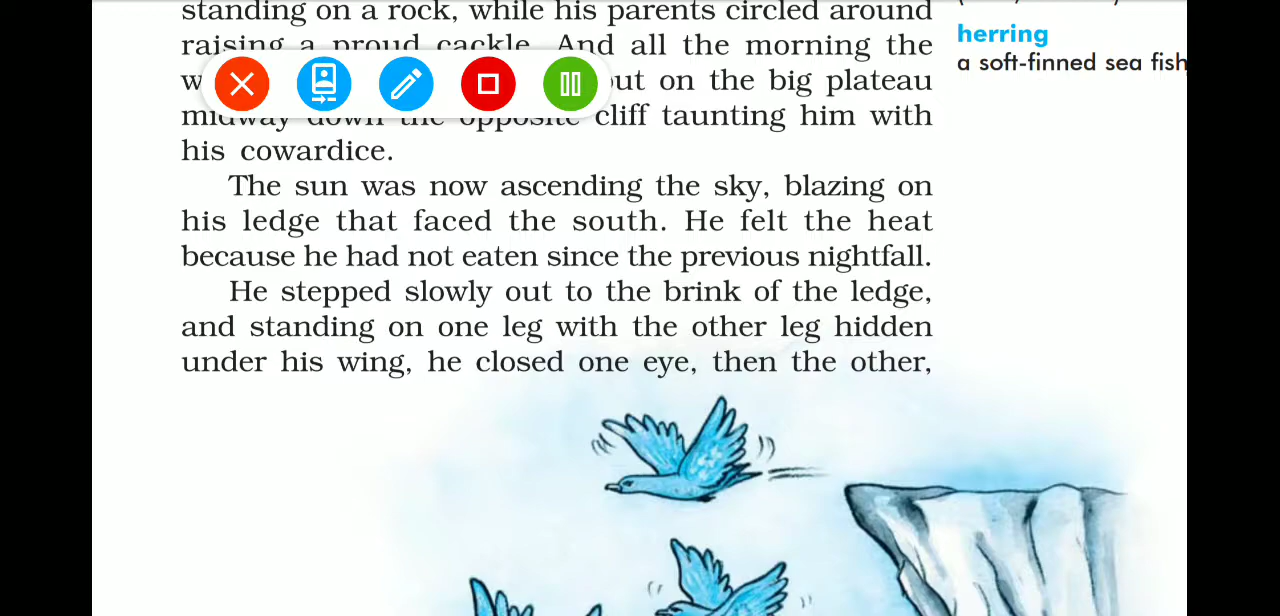 standing on a rock, while his parents circled around
raising a proud cackle. And all the morning the
on the big plateau
midway down the opposite cliff taunting him with
his cowardice.
The sun was now ascending the sky, blazing on
his ledge that faced the south. He felt the heat
because he had not eaten since the previous nightfall.
He stepped slowly out to the brink of the ledge,
and standing on one leg with the other leg hidden
under his wing, he closed one eye, then the other,
herring
a soft-finned sea fish